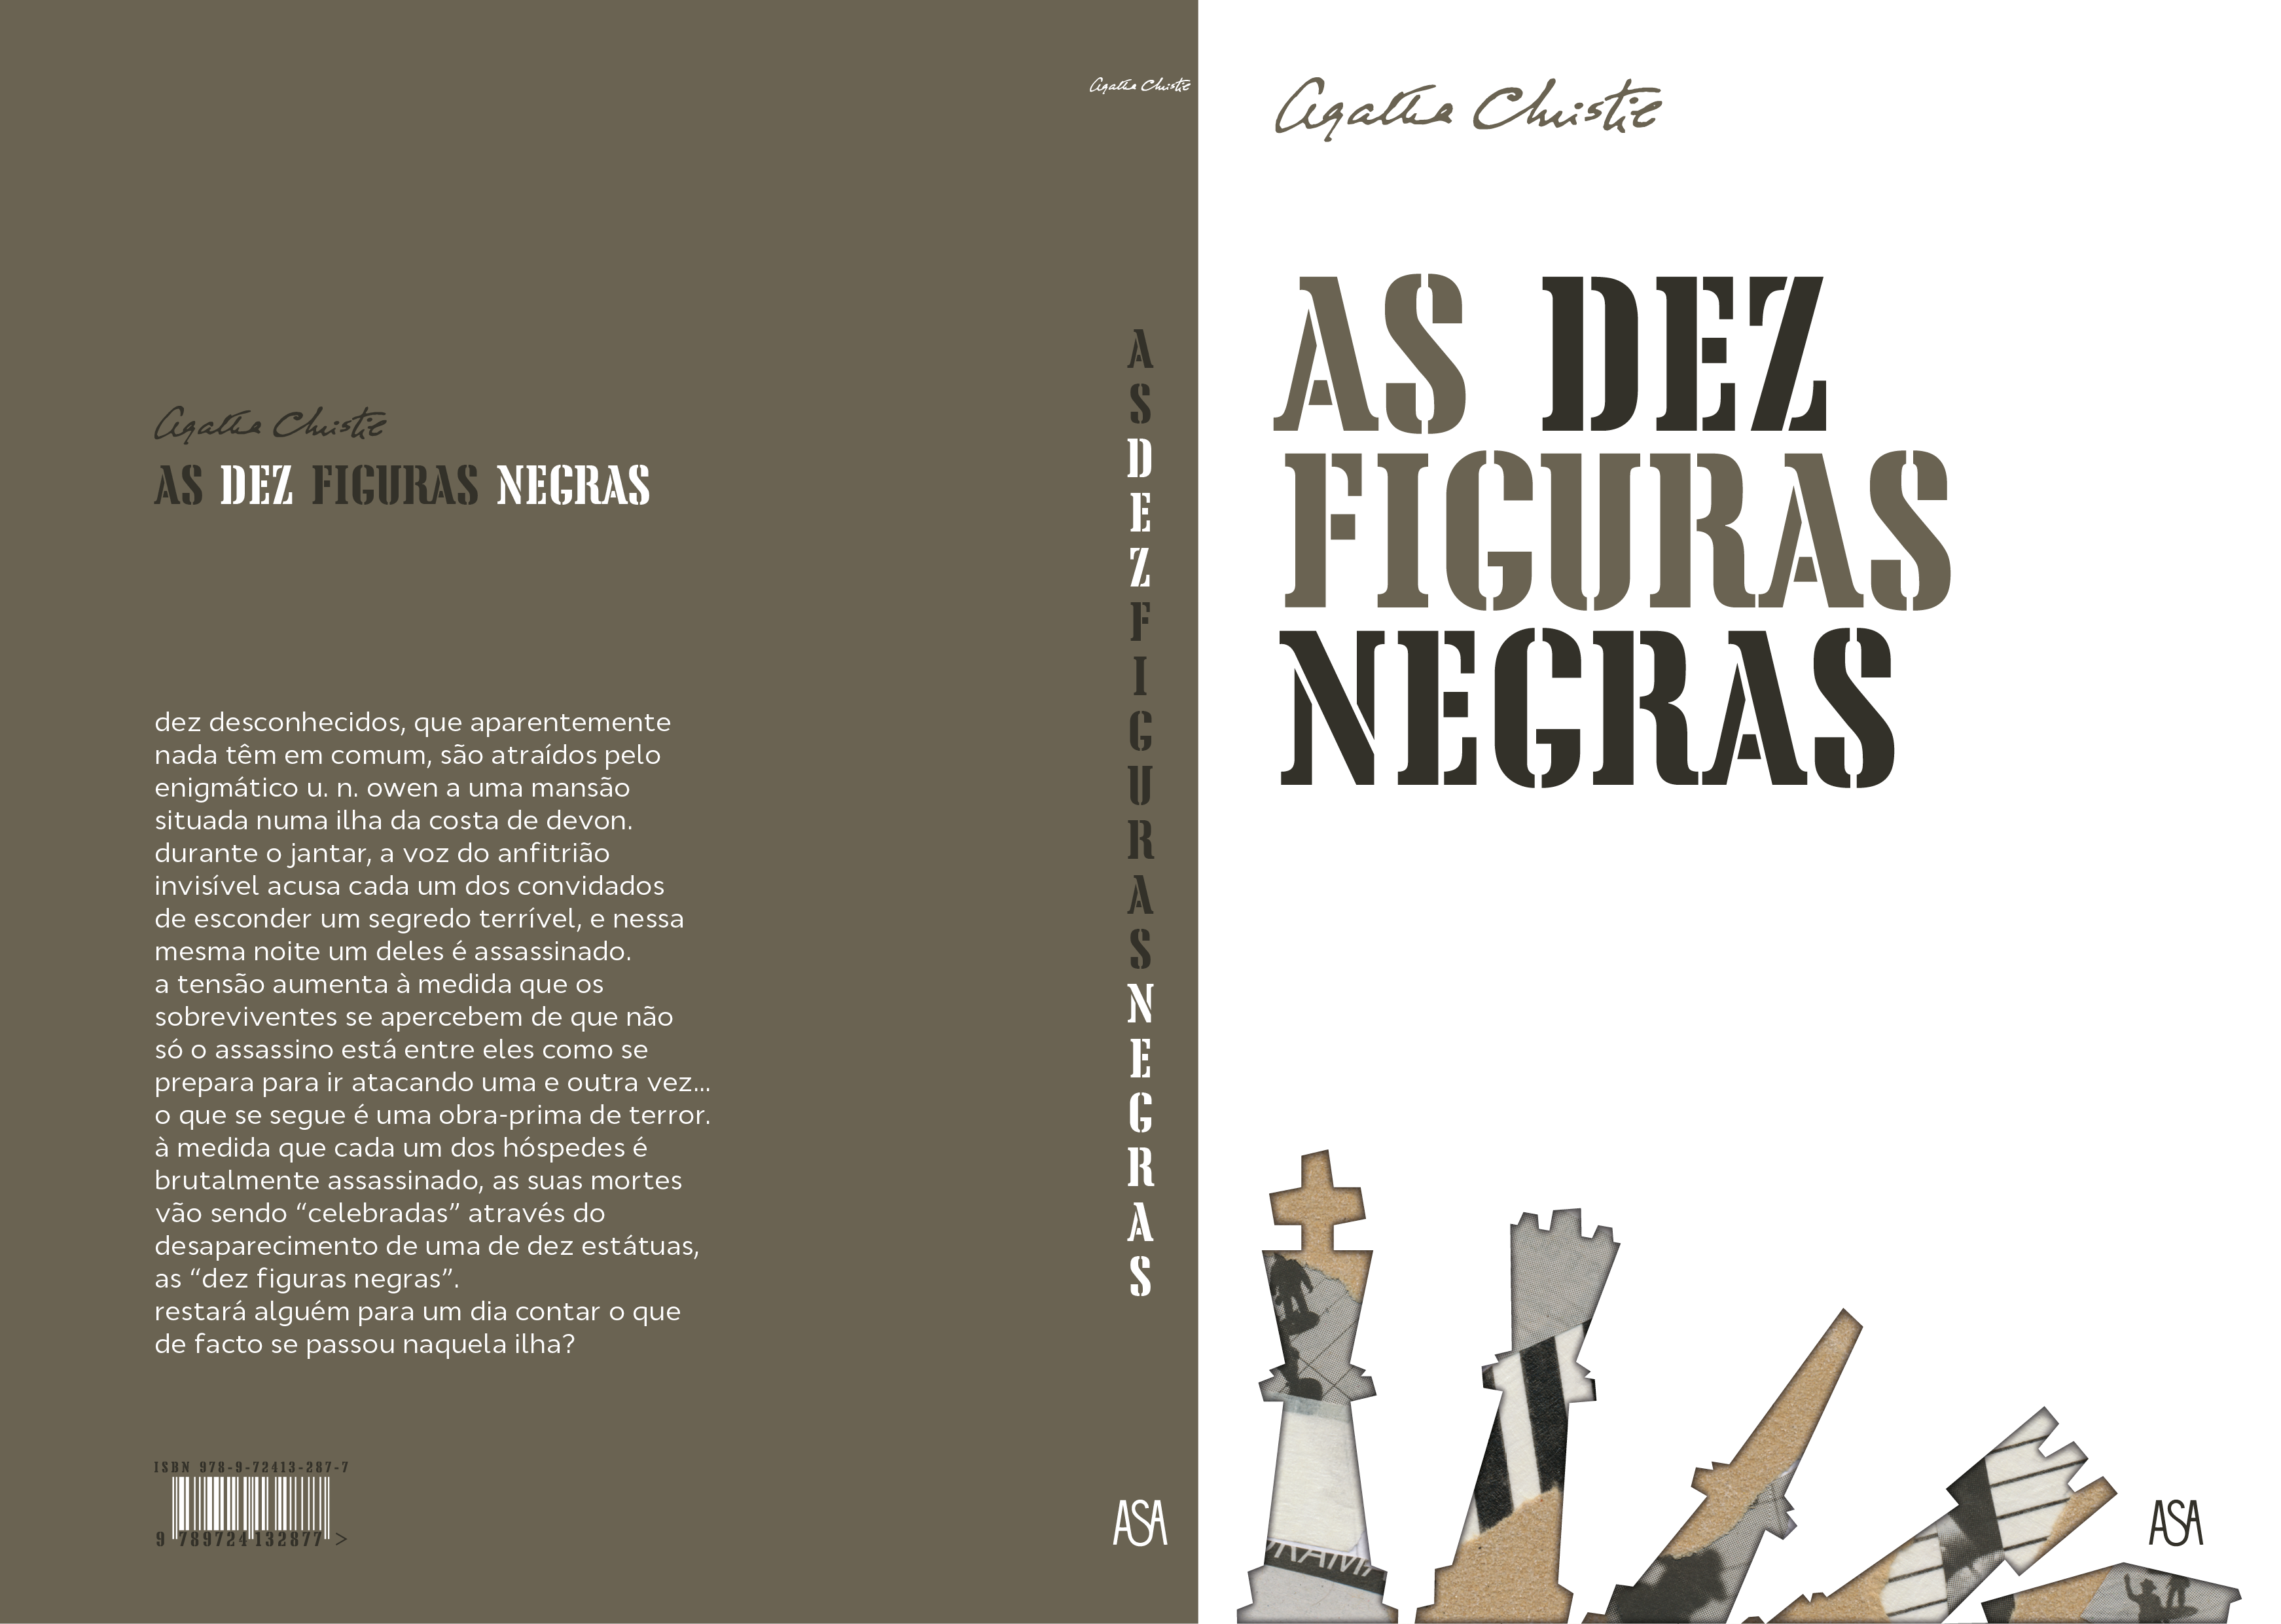 Agatha Christie
AS DEZ FIGURAS NEGRAS
dez desconhecidos, que aparentemente
nada têm em comum, são atraídos pelo
enigmático u. n. owen a uma mansão
situada numa ilha da costa de devon.
durante o jantar, a voz do anfitrião
invisível acusa cada um dos convidados
de esconder um segredo terrível, e nessa
mesma noite um deles é assassinado.
a tensão aumenta à medida que os
sobreviventes se apercebem de que não
só o assassino está entre eles como se
prepara para ir atacando uma e outra vez...
o que se segue é uma obra-prima de terror.
à medida que cada um dos hóspedes é
brutalmente assassinado, as suas mortes
vão sendo “celebradas” através do
desaparecimento de uma de dez estátuas,
as “dez figuras negras”.
restará alguém para um dia contar o que
de facto se passou naquela ilha?
ISBN 978-9-72413-287-7
9 789724 132877 >
Agatha Christie
AS DEZ FIGURAS NEGRAS
ASA
Agatha Christie
AS DEZ
FIGURAS
NEGRAS
ASA